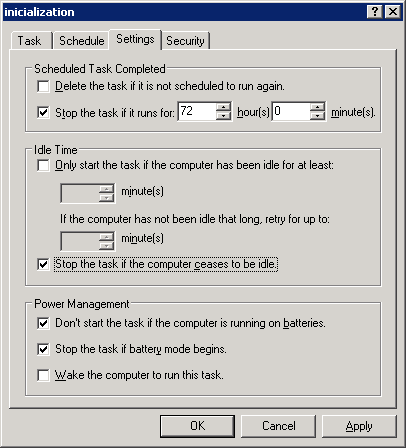 inicialization
Task Schedule Settings Security
Scheduled Task Completed
Delete the task if it is not scheduled to run again.
Stop the task if it runs for: 72 hour(s) 0 minute(s).
Idle Time
Only start the task if the computer has been idle for at least:
minute(s)
If the computer has not been idle that long, retry for up to:
minute(s)
Stop the task if the computer ceases to be idle.
Power Management
Don't start the task if the computer is running on batteries.
Stop the task if battery mode begins.
Wake the computer to run this task.
OK Cancel Apply